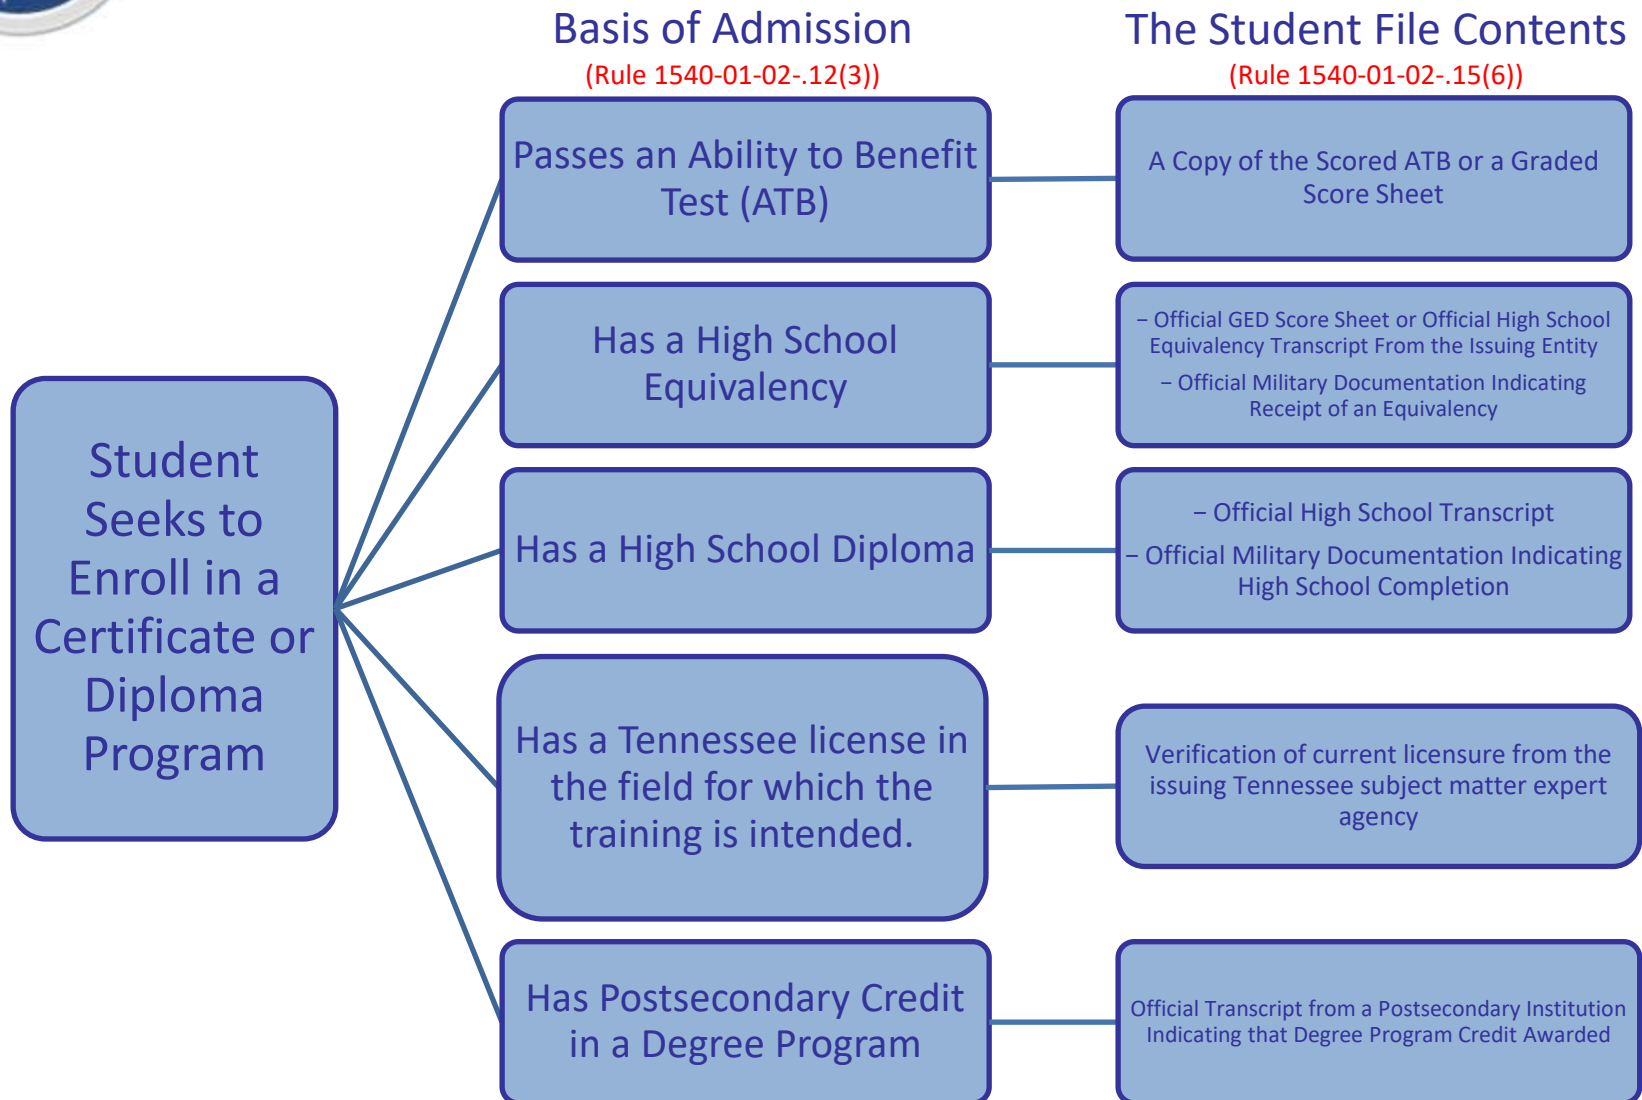 Basis of Admission
(Rule 1540-01-02-.12(3))
The Student File Contents
(Rule 1540-01-02-.15(6))
Student
Seeks to
Enroll in a
Certificate or
Diploma
Program
Passes an Ability to Benefit
Test (ATB)
A Copy of the Scored ATB or a Graded
Score Sheet
Has a High School
Equivalency
– Official GED Score Sheet or Official High School
Equivalency Transcript From the Issuing Entity
– Official Military Documentation Indicating
Receipt of an Equivalency
Has a High School Diploma
– Official High School Transcript
– Official Military Documentation Indicating
High School Completion
Has a Tennessee license in
the field for which the
training is intended.
Verification of current licensure from the
issuing Tennessee subject matter expert
agency
Has Postsecondary Credit
in a Degree Program
Official Transcript from a Postsecondary Institution
Indicating that Degree Program Credit Awarded